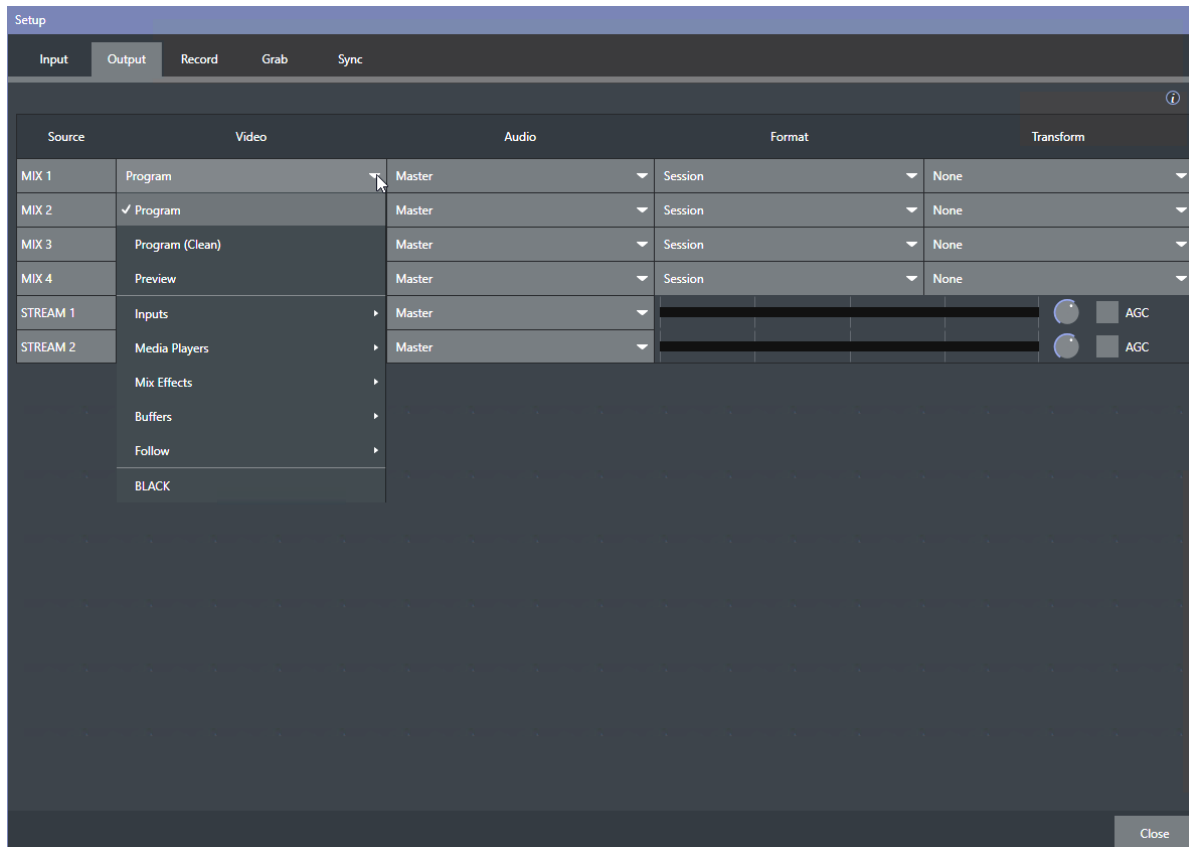 Setup
Input Output Record Grab Sync
Source Video Audio Format Transform
MIX 1 Program Master Session None
MIX 2 ✓ Program Master Session None
MIX 3 Program (Clean) Master Session None
MIX 4 Preview Master Session None
STREAM 1 Inputs Master AGC
STREAM 2 Media Players Master AGC
Mix Effects
Buffers
Follow
BLACK
Close